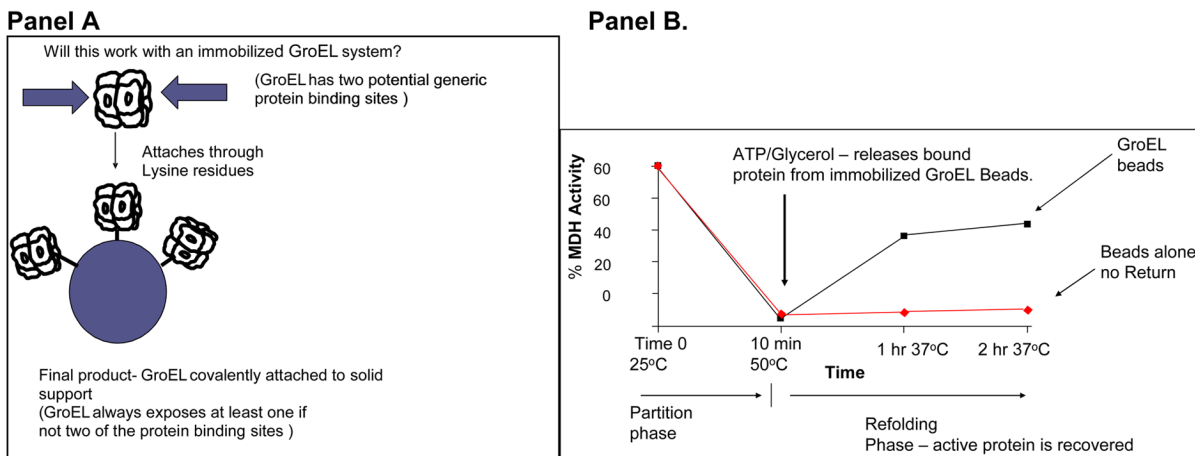 Panel A
Will this work with an immobilized GroEL system?
(GroEL has two potential generic
protein binding sites )
Attaches through
Lysine residues
Final product- GroEL covalently attached to solid
support
(GroEL always exposes at least one if
not two of the protein binding sites )
Panel B.
ATP/Glycerol – releases bound
protein from immobilized GroEL Beads.
GroEL
beads
Beads alone
no Return
% MDH Activity
60
60
40
20
0
Time 0
25ºC
10 min
50ºC
1 hr 37ºC
2 hr 37ºC
Time
Partition
phase
Refolding
Phase – active protein is recovered